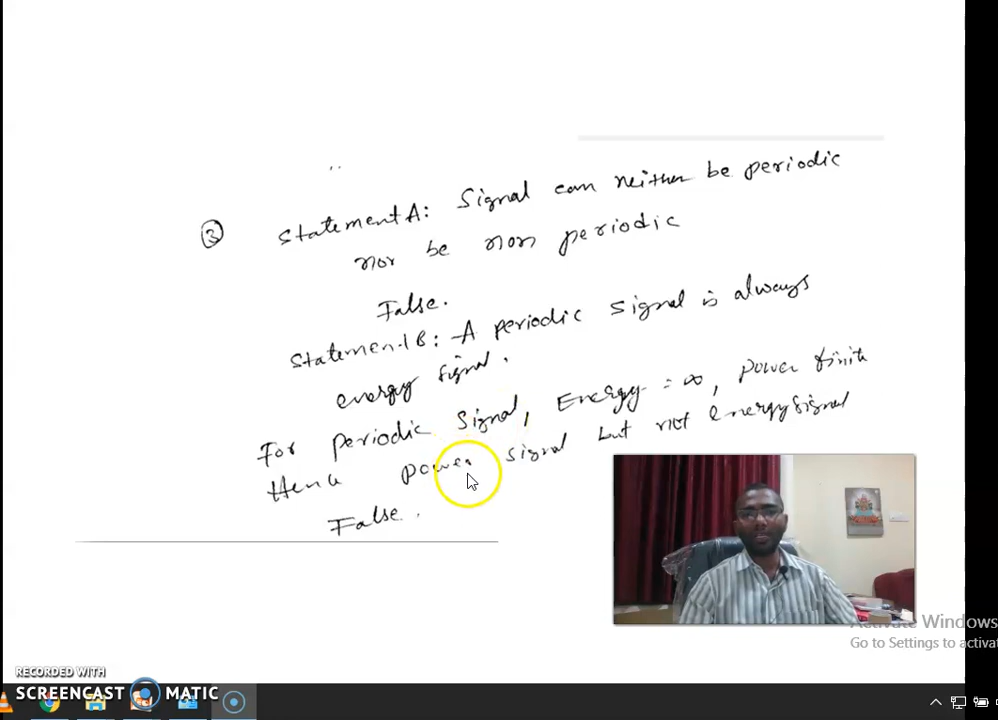 ③ Statement A: Signal can neither be periodic
nor be non periodic
False.
Statement B: A periodic signal is always
energy signal.
For periodic signal, Energy = ∞, power finite
Hence power signal but not energy signal
False.
Activate Windows
Go to Settings to activat
RECORDED WITH
SCREENCAST MATIC